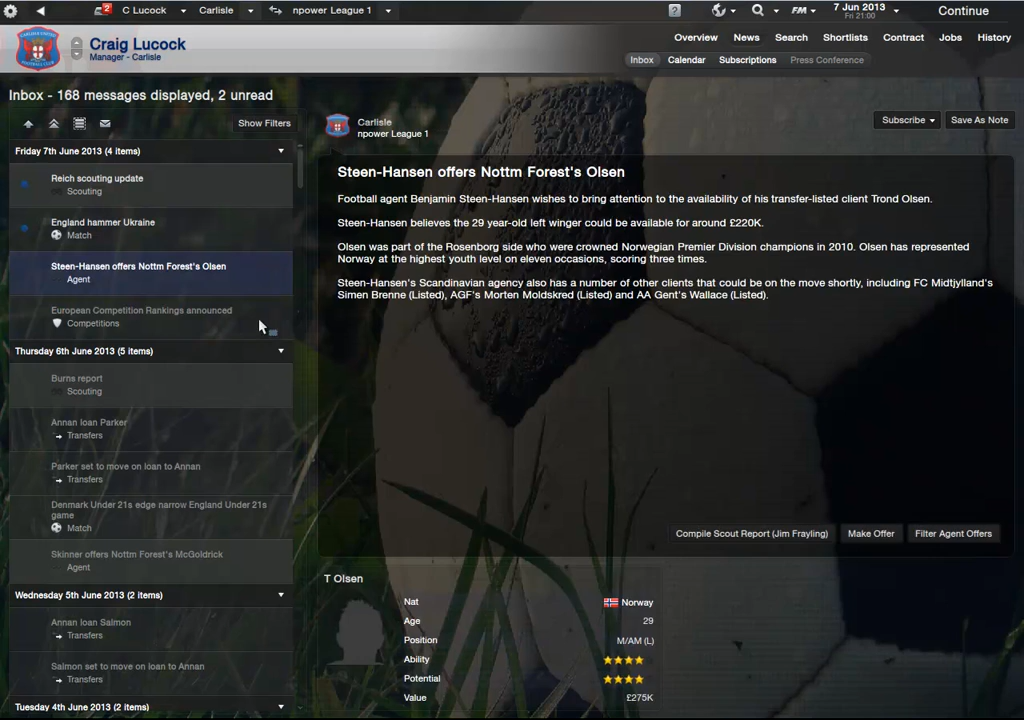 2
C Lucock
Carlisle
npower League 1
?
FM
7 Jun 2013
Fri 21:00
Continue
Craig Lucock
Manager - Carlisle
Overview
News
Search
Shortlists
Contract
Jobs
History
Inbox
Calendar
Subscriptions
Press Conference
Inbox - 168 messages displayed, 2 unread
Show Filters
Friday 7th June 2013 (4 items)
Reich scouting update
Scouting
England hammer Ukraine
Match
Steen-Hansen offers Nottm Forest's Olsen
Agent
European Competition Rankings announced
Competitions
Thursday 6th June 2013 (5 items)
Burns report
Scouting
Annan loan Parker
Transfers
Parker set to move on loan to Annan
Transfers
Denmark Under 21s edge narrow England Under 21s
game
Match
Skinner offers Nottm Forest's McGoldrick
Agent
Wednesday 5th June 2013 (2 items)
Annan loan Salmon
Transfers
Salmon set to move on loan to Annan
Transfers
Tuesday 4th June 2013 (2 items)
Carlisle
npower League 1
Subscribe
Save As Note
Steen-Hansen offers Nottm Forest's Olsen
Football agent Benjamin Steen-Hansen wishes to bring attention to the availability of his transfer-listed client Trond Olsen.
Steen-Hansen believes the 29 year-old left winger could be available for around £220K.
Olsen was part of the Rosenborg side who were crowned Norwegian Premier Division champions in 2010. Olsen has represented
Norway at the highest youth level on eleven occasions, scoring three times.
Steen-Hansen's Scandinavian agency also has a number of other clients that could be on the move shortly, including FC Midtjylland's
Simen Brenne (Listed), AGF's Morten Moldskred (Listed) and AA Gent's Wallace (Listed).
Compile Scout Report (Jim Frayling)
Make Offer
Filter Agent Offers
T Olsen
Nat
Norway
Age
29
Position
M/AM (L)
Ability
Potential
Value
£275K